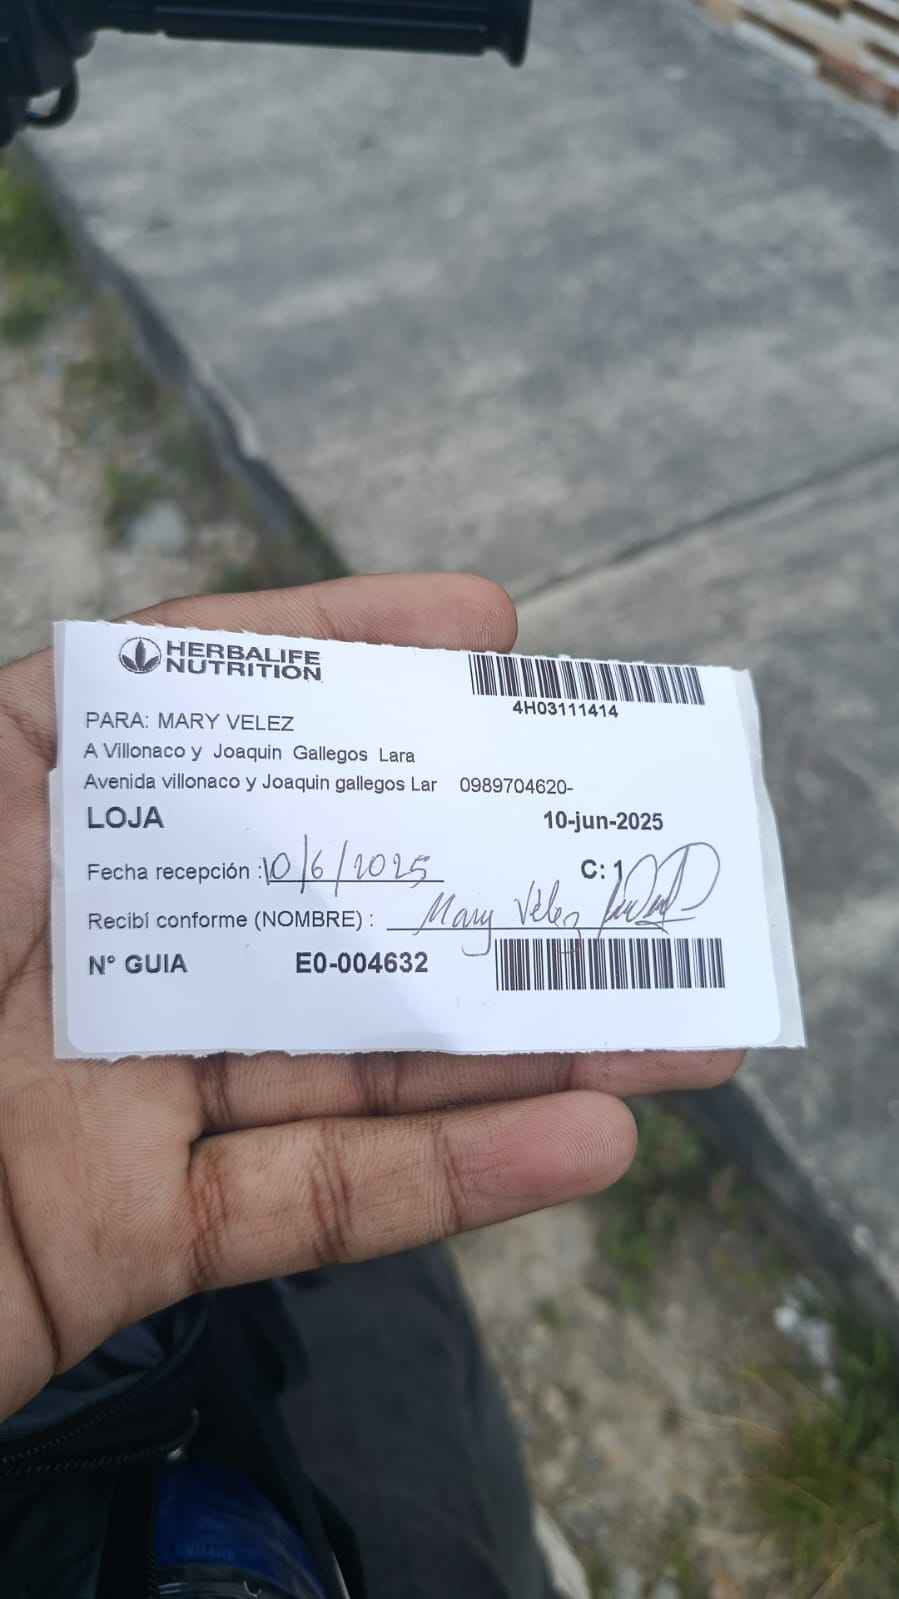 HERBALIFE
NUTRITION
4H03111414
PARA: MARY VELEZ
A Villonaco y Joaquin Gallegos Lara
Avenida villonaco y Joaquin gallegos Lar 0989704620-
LOJA 10-jun-2025
Fecha recepción : 10/6/2025 C: 1
Recibí conforme (NOMBRE) : Mary Vélez
N° GUIA E0-004632